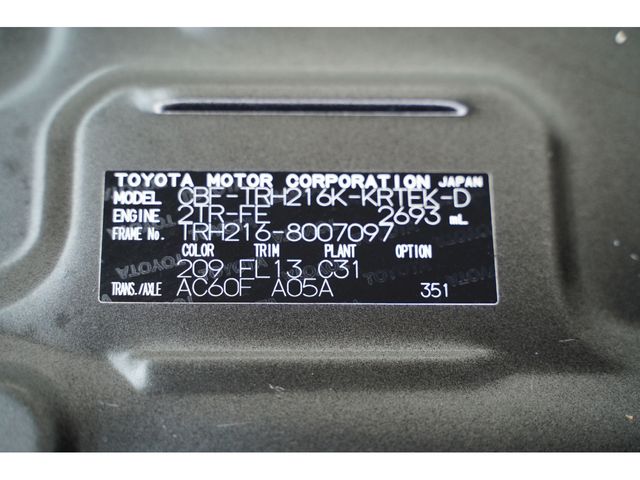 TOYOTA MOTOR CORPORATION JAPAN
MODEL CBF-TRH216K-KRTEK-D
ENGINE 2TR-FE 2693 mL
FRAME No. TRH216-8007097
COLOR TRIM PLANT OPTION
209 FL13 C31
TRANS./AXLE AC60F A05A 351